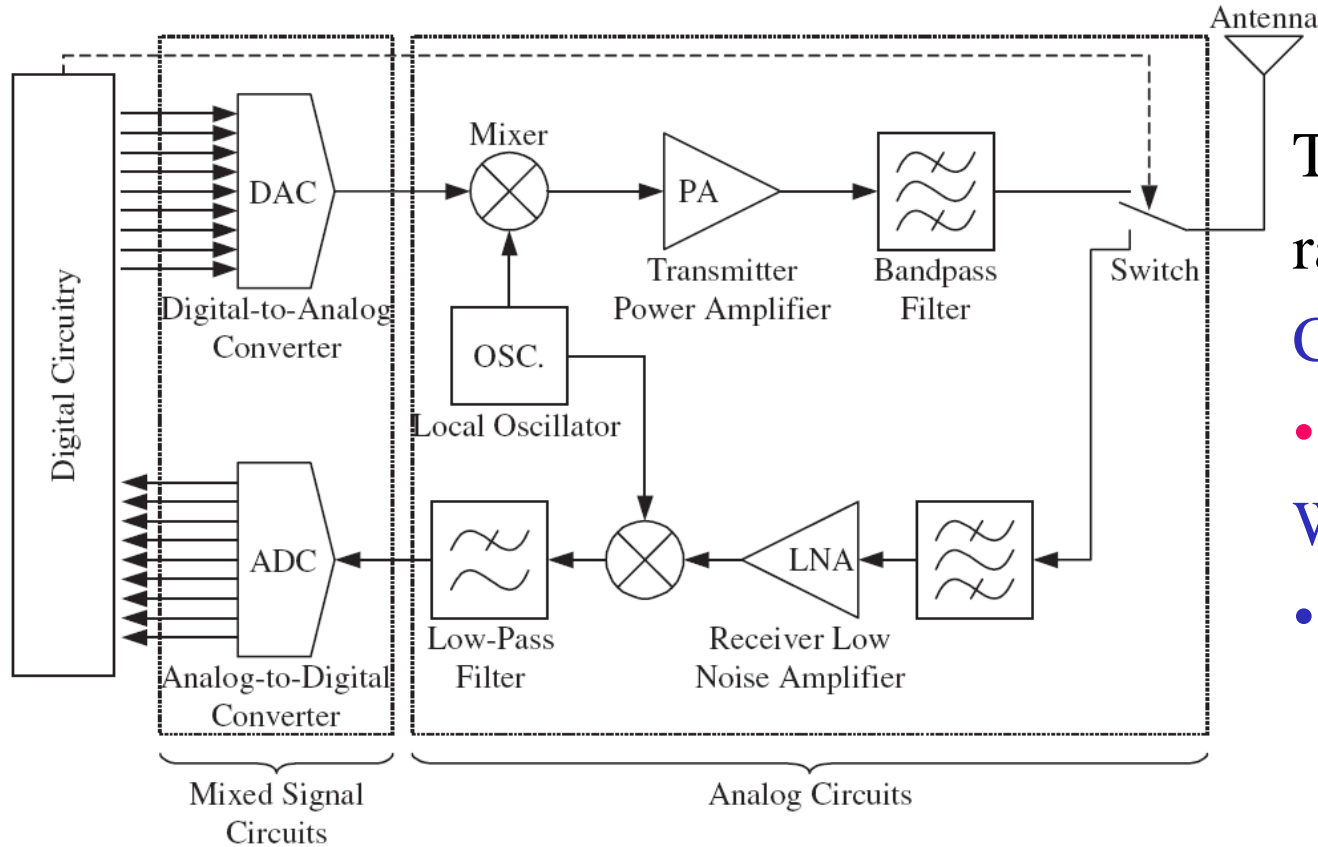 Antenna
Mixer
DAC
PA
Digital Circuitry
Digital-to-Analog
Converter
Transmitter
Power Amplifier
Bandpass
Filter
Switch
OSC.
Local Oscillator
ADC
LNA
Analog-to-Digital
Converter
Low-Pass
Filter
Receiver Low
Noise Amplifier
Mixed Signal
Circuits
Analog Circuits